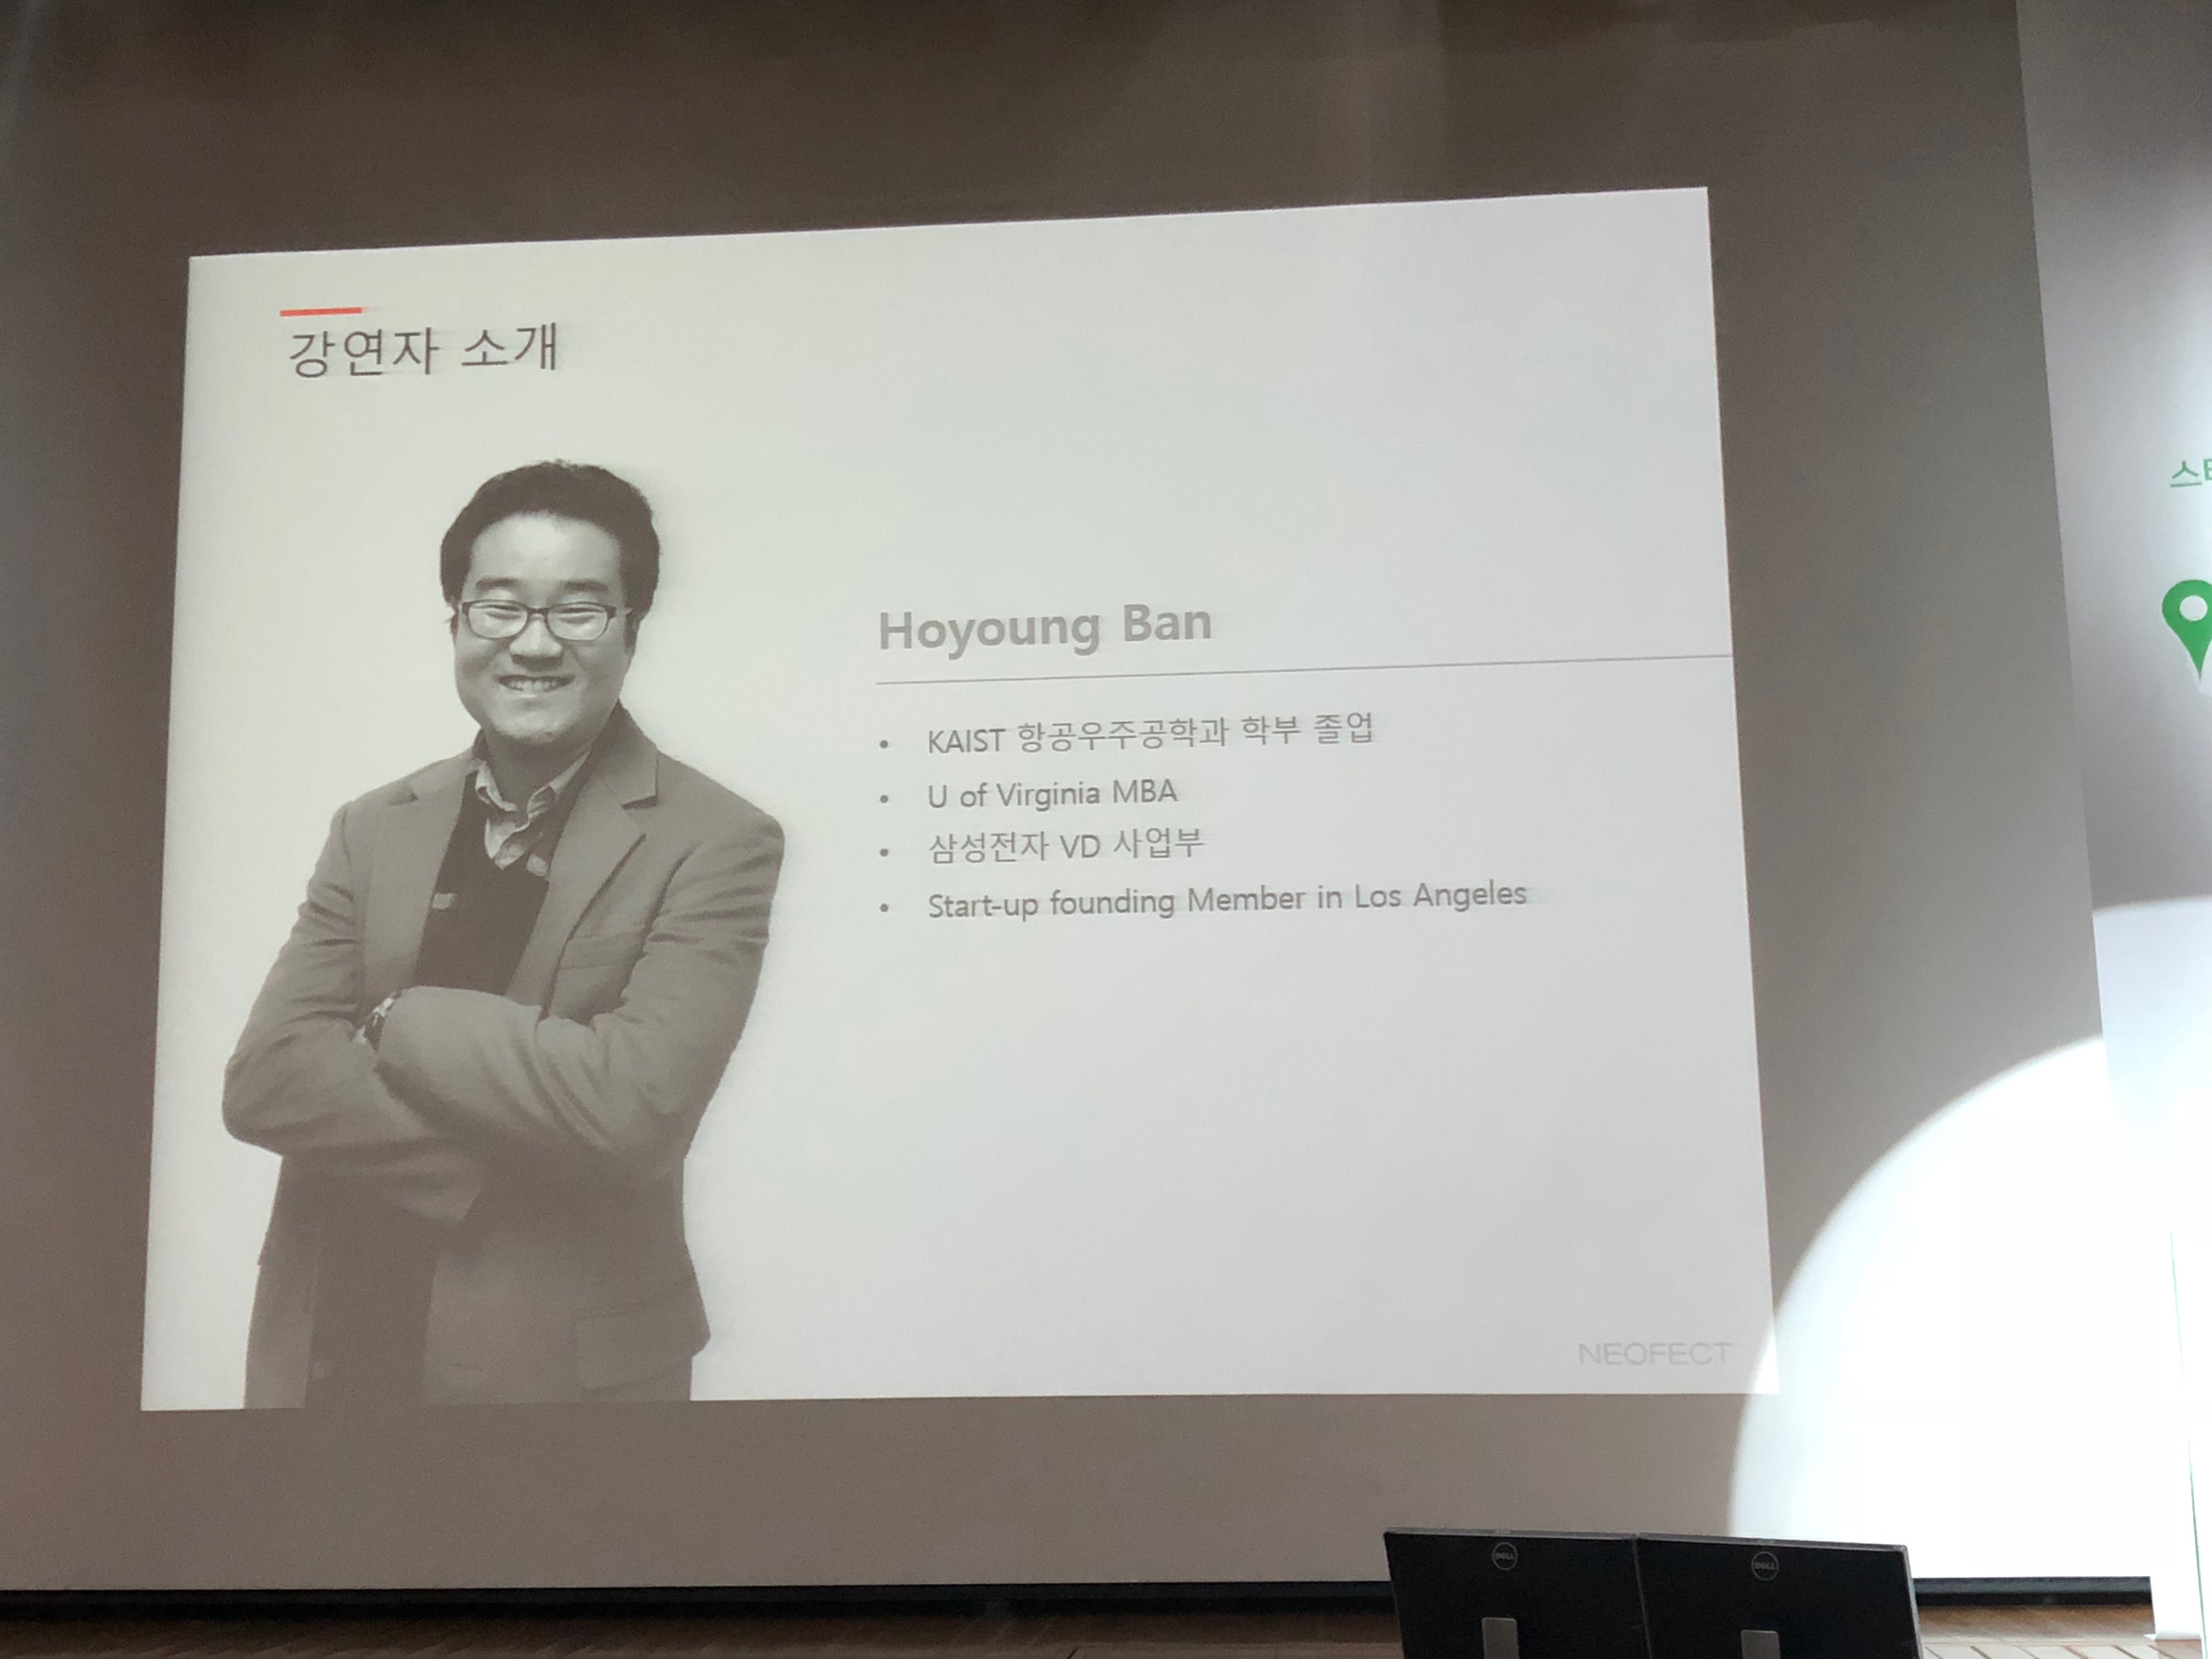 강연자 소개
Hoyoung Ban
• KAIST 항공우주공학과 학부 졸업
• U of Virginia MBA
• 삼성전자 VD 사업부
• Start-up founding Member in Los Angeles
NEOFECT
DELL
DELL